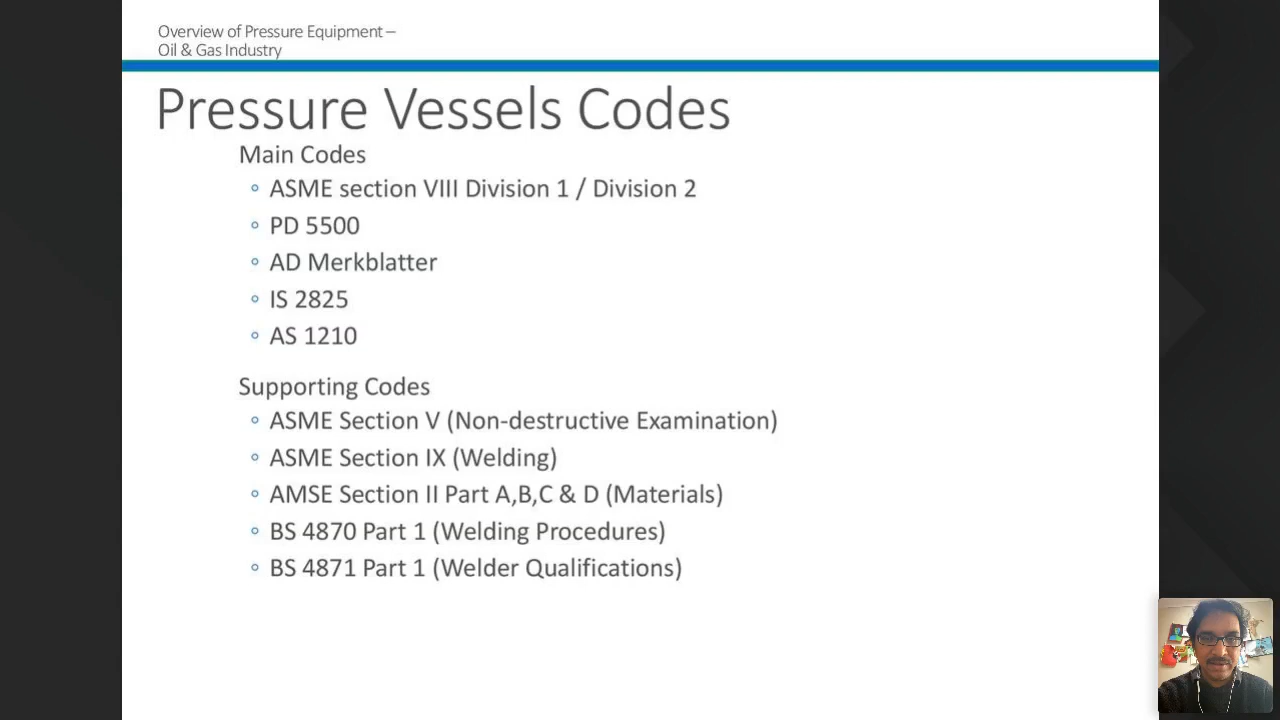 Overview of Pressure Equipment –
Oil & Gas Industry
Pressure Vessels Codes
Main Codes
ASME section VIII Division 1 / Division 2
PD 5500
AD Merkblatter
IS 2825
AS 1210
Supporting Codes
ASME Section V (Non-destructive Examination)
ASME Section IX (Welding)
AMSE Section II Part A,B,C & D (Materials)
BS 4870 Part 1 (Welding Procedures)
BS 4871 Part 1 (Welder Qualifications)